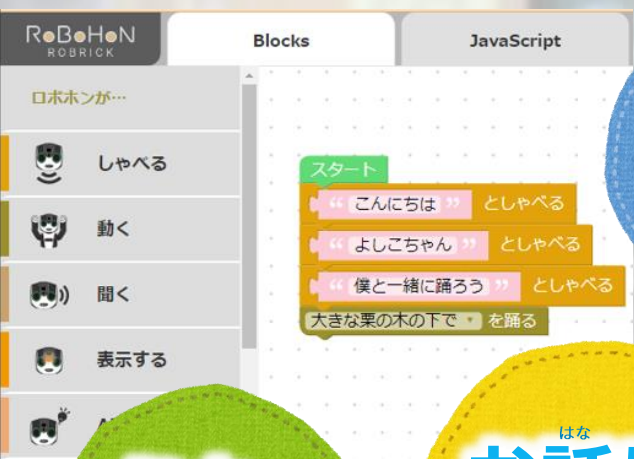 RoBoHoN
ROBRICK
Blocks
JavaScript
ロボホンが…
しゃべる
動く
聞く
表示する
スタート
“ こんにちは ” としゃべる
“ よしこちゃん ” としゃべる
“ 僕と一緒に踊ろう ” としゃべる
大きな栗の木の下で を踊る
はな
お話